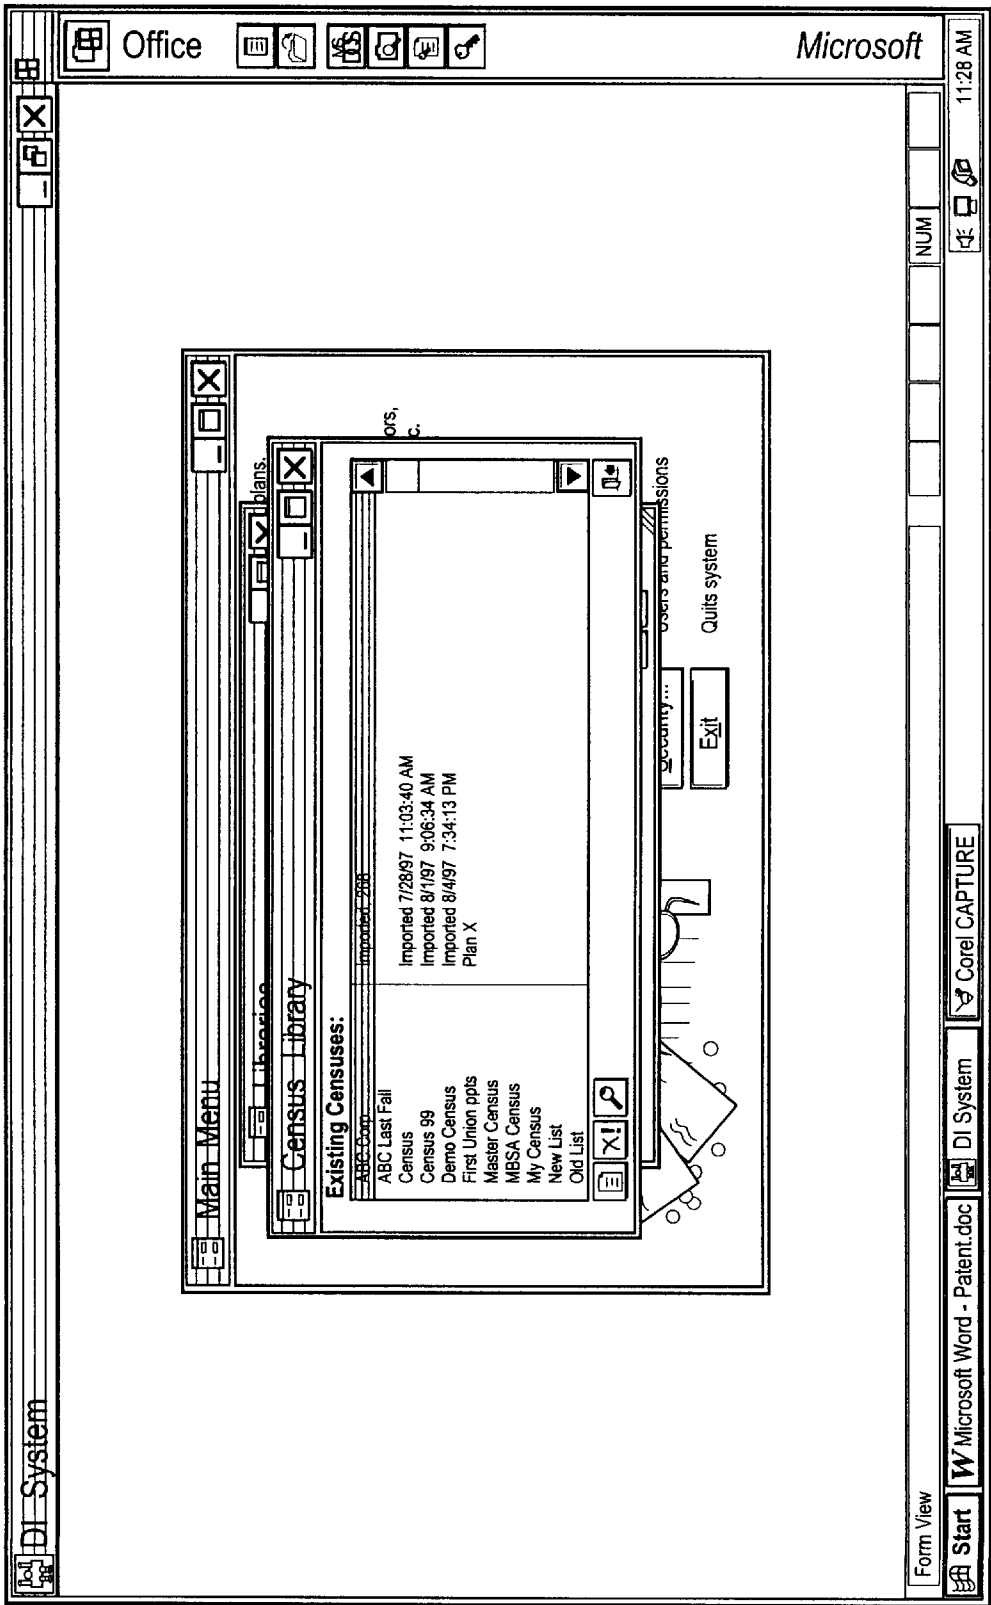 DI System
Office
Microsoft
Main Menu
plans.
Libraries
Census Library
Existing Censuses:
ABC Corp Imported 268
ABC Last Fall
Census Imported 7/28/97 11:03:40 AM
Census 99 Imported 8/1/97 9:06:34 AM
Demo Census Imported 8/4/97 7:34:13 PM
First Union ppts Plan X
Master Census
MBSA Census
My Census
New List
Old List
ors,
c.
Security... Users and permissions
Exit Quits system
Form View NUM
Start W Microsoft Word - Patent.doc DI System Corel CAPTURE 11:28 AM